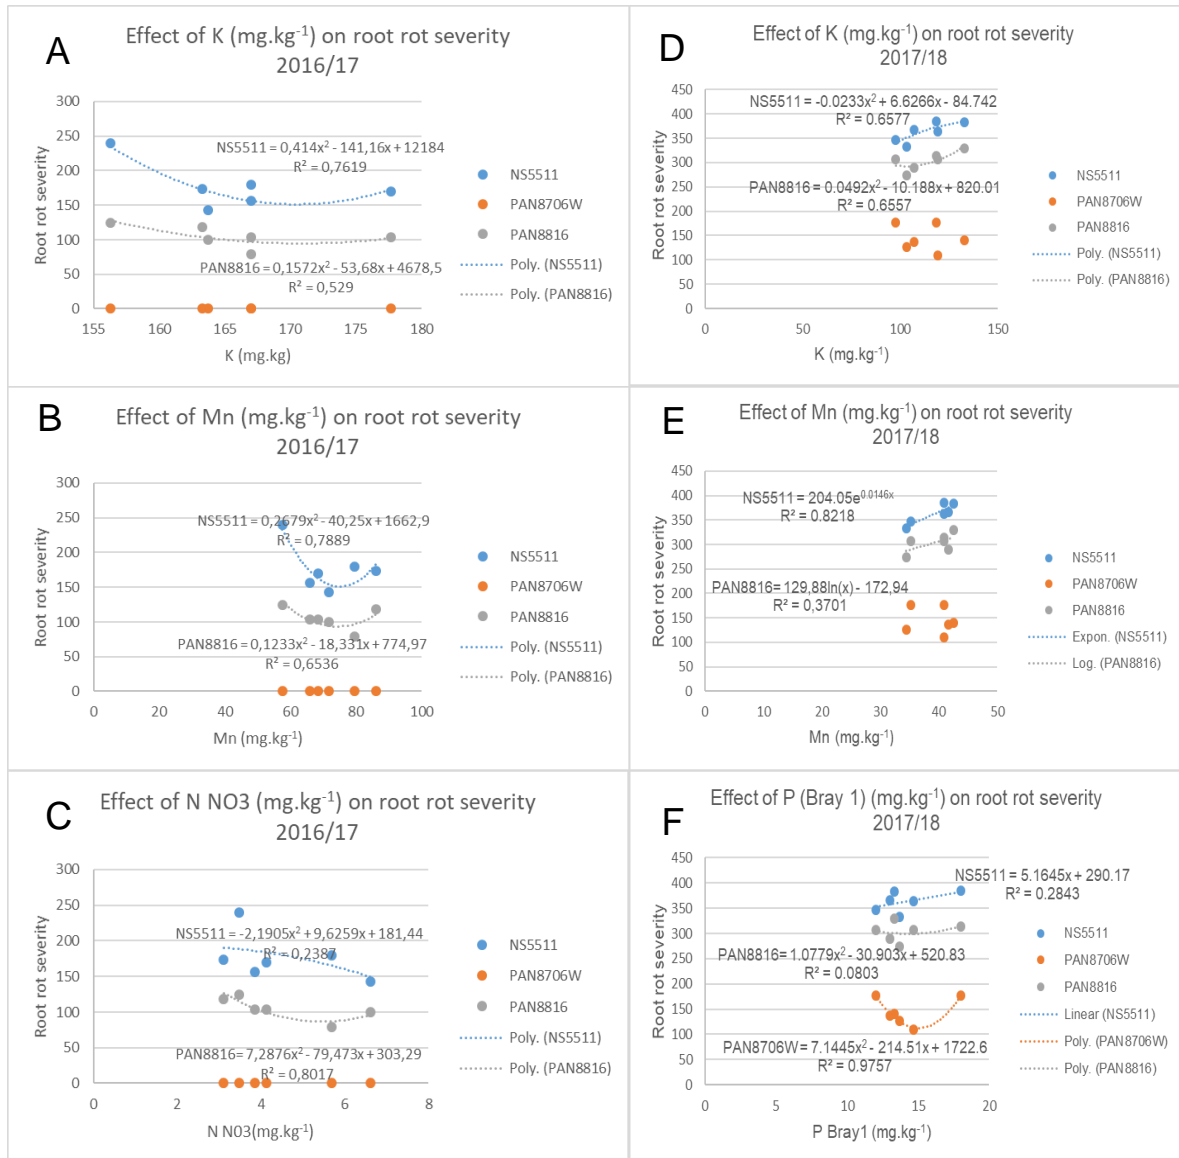 A
Effect of K (mg.kg-1) on root rot severity
2016/17
300
250
200
150
100
50
0
155
160
165
170
175
180
Root rot severity
K (mg.kg)
NS5511 = 0,414x2 - 141,16x + 12184
R² = 0,7619
PAN8816 = 0,1572x2 - 53,68x + 4678,5
R² = 0,529
NS5511
PAN8706W
PAN8816
Poly. (NS5511)
Poly. (PAN8816)
D
Effect of K (mg.kg-1) on root rot severity
2017/18
450
400
350
300
250
200
150
100
50
0
0
50
100
150
Root rot severity
K (mg.kg-1)
NS5511 = -0.0233x2 + 6.6266x - 84.742
R² = 0.6577
PAN8816 = 0.0492x2 - 10.188x + 820.01
R² = 0.6557
NS5511
PAN8706W
PAN8816
Poly. (NS5511)
Poly. (PAN8816)
B
Effect of Mn (mg.kg-1) on root rot severity
2016/17
300
250
200
150
100
50
0
0
20
40
60
80
100
Root rot severity
Mn (mg.kg-1)
NS5511 = 0,2679x2 - 40,25x + 1662,9
R² = 0,7889
PAN8816 = 0,1233x2 - 18,331x + 774,97
R² = 0,6536
NS5511
PAN8706W
PAN8816
Poly. (NS5511)
Poly. (PAN8816)
E
Effect of Mn (mg.kg-1) on root rot severity
2017/18
450
400
350
300
250
200
150
100
50
0
0
10
20
30
40
50
Root rot severity
Mn (mg.kg-1)
NS5511 = 204.05e0.0146x
R² = 0.8218
PAN8816 = 129,88ln(x) - 172,94
R² = 0,3701
NS5511
PAN8706W
PAN8816
Expon. (NS5511)
Log. (PAN8816)
C
Effect of N NO3 (mg.kg-1) on root rot severity
2016/17
300
250
200
150
100
50
0
0
2
4
6
8
Root rot severity
N N03(mg.kg-1)
NS5511 = -2,1905x2 + 9,6259x + 181,44
R² = 0,2387
PAN8816 = 7,2876x2 - 79,473x + 303,29
R² = 0,8017
NS5511
PAN8706W
PAN8816
Poly. (NS5511)
Poly. (PAN8816)
F
Effect of P (Bray 1) (mg.kg-1) on root rot severity
2017/18
450
400
350
300
250
200
150
100
50
0
0
5
10
15
20
Root rot severity
P Bray1 (mg.kg-1)
NS5511 = 5.1645x + 290.17
R² = 0.2843
PAN8816 = 1.0779x2 - 30.903x + 520.83
R² = 0.0803
PAN8706W = 7.1445x2 - 214.51x + 1722.6
R² = 0.9757
NS5511
PAN8706W
PAN8816
Linear (NS5511)
Poly. (PAN8706W)
Poly. (PAN8816)